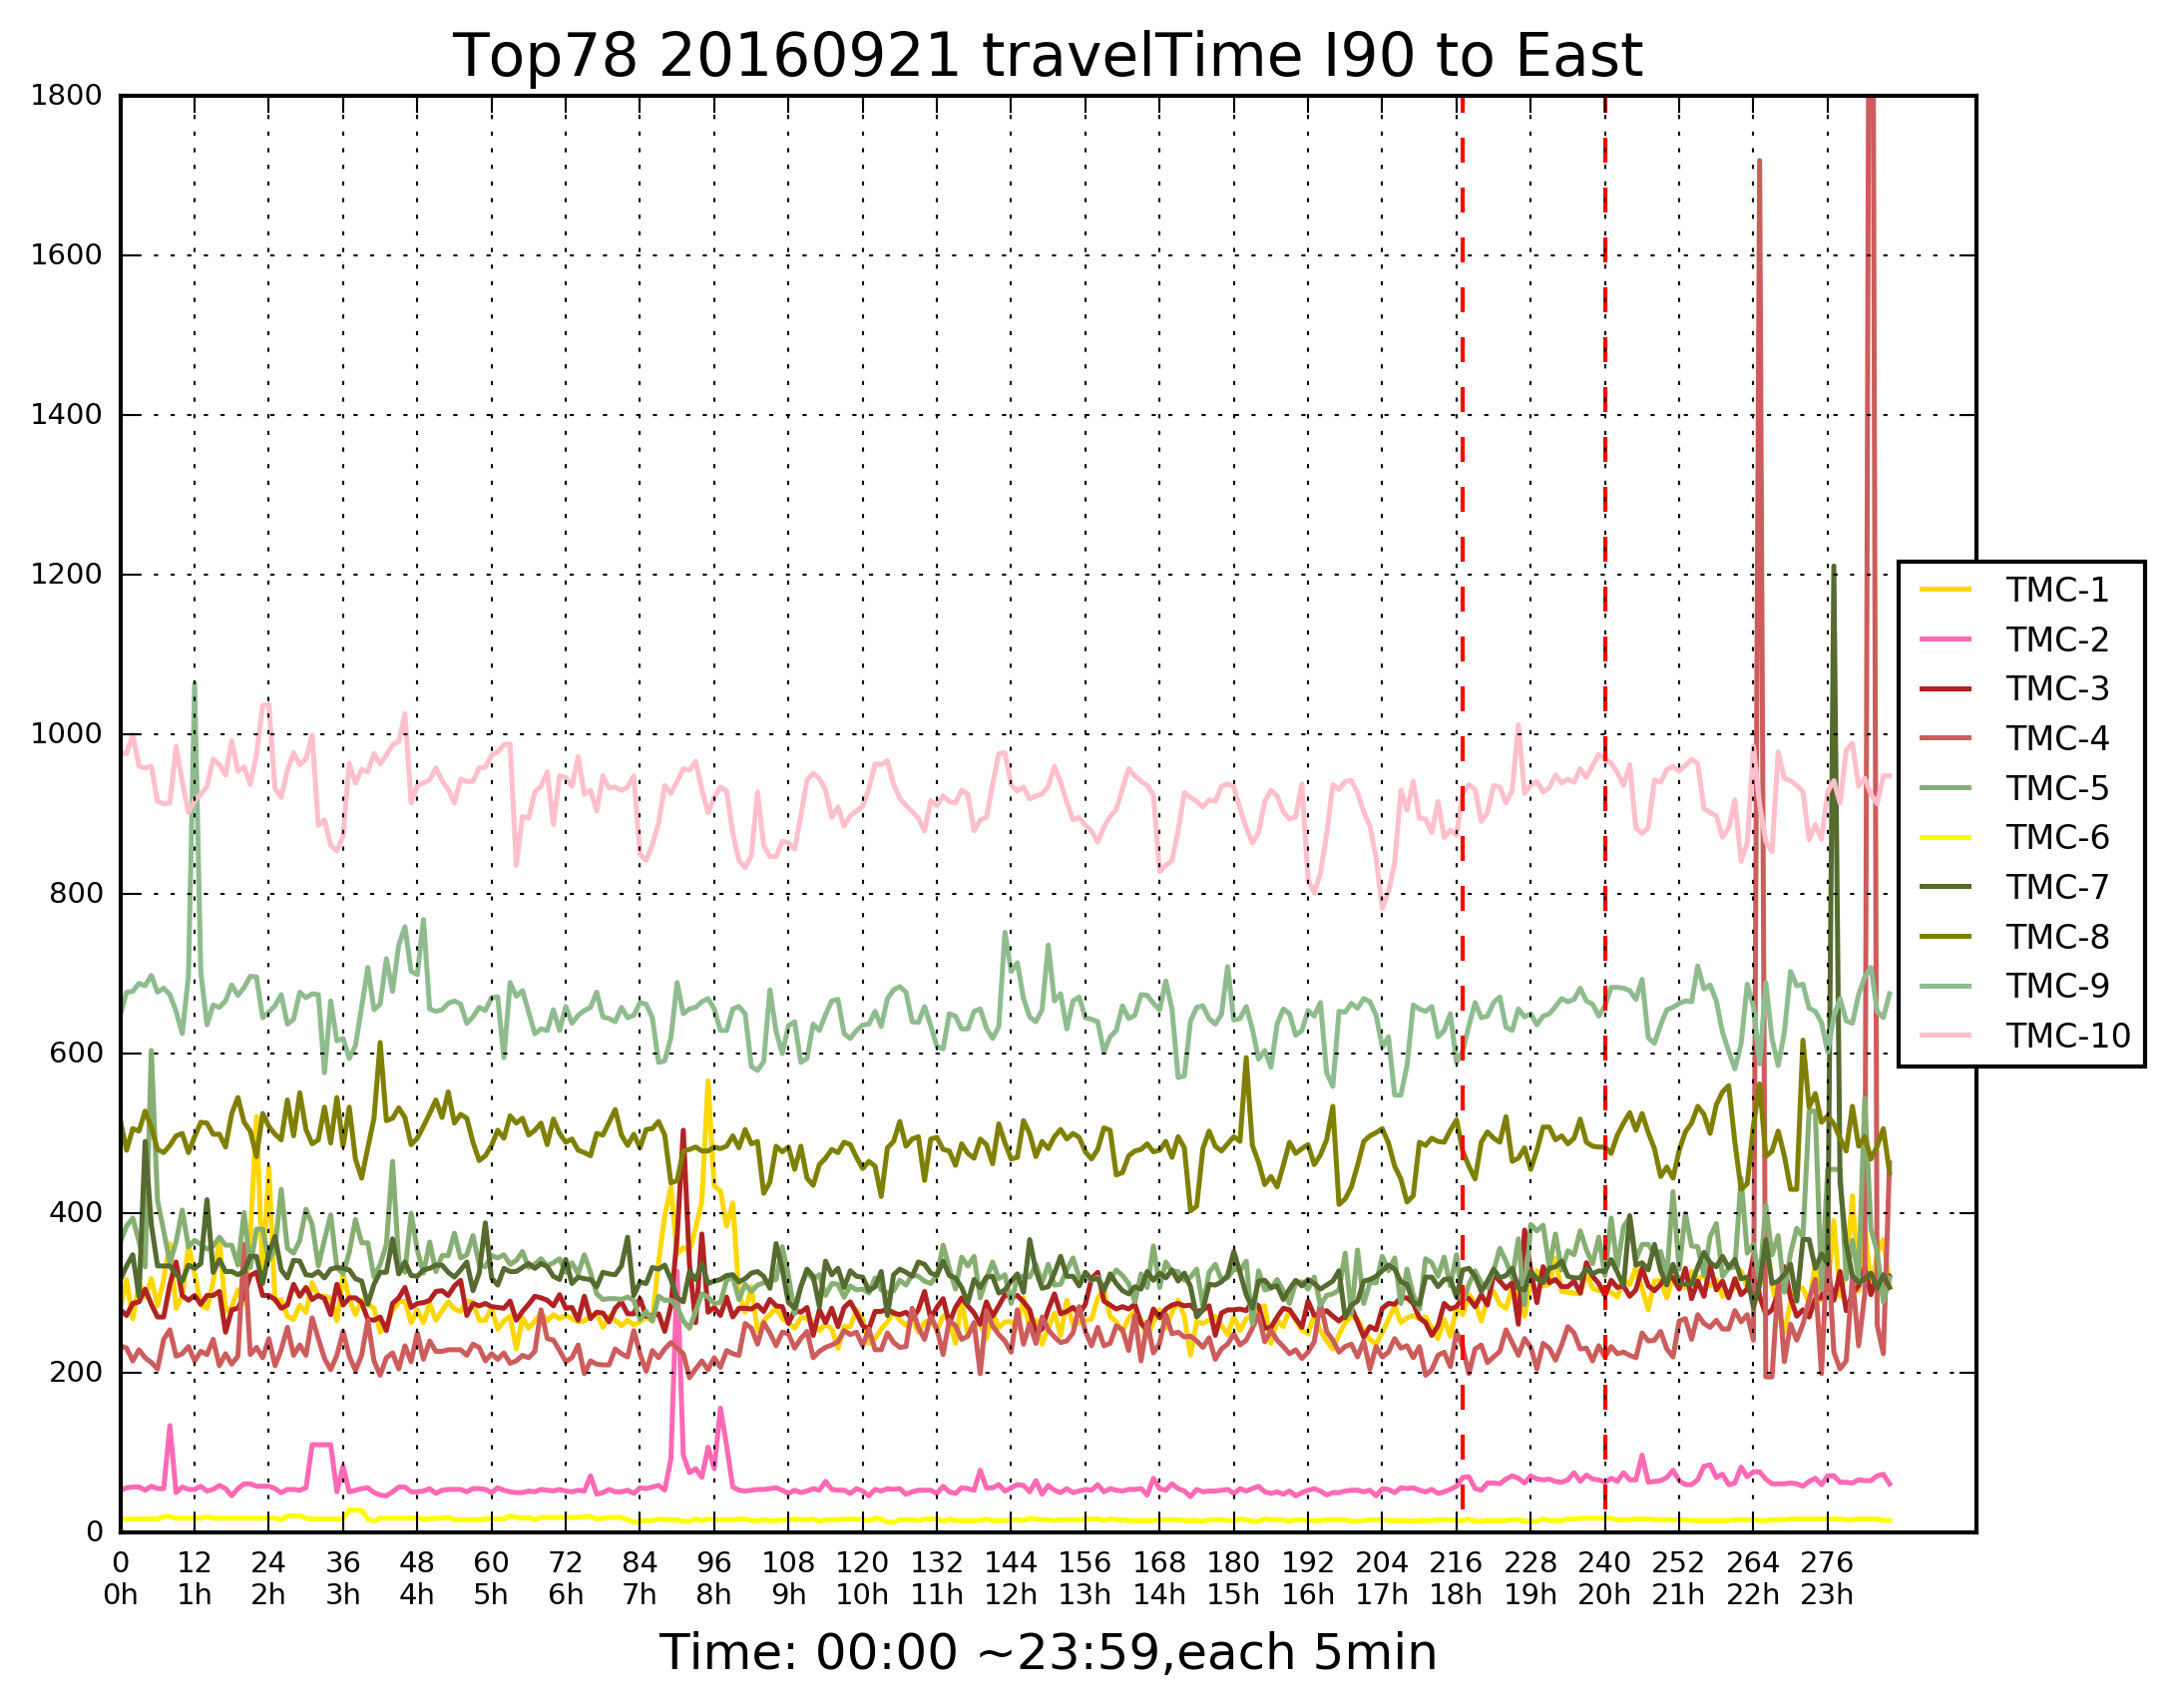 Top78 20160921 travelTime I90 to East
1800
1600
1400
1200
1000
800
600
400
200
0
TMC-1
TMC-2
TMC-3
TMC-4
TMC-5
TMC-6
TMC-7
TMC-8
TMC-9
TMC-10
0 12 24 36 48 60 72 84 96 108 120 132 144 156 168 180 192 204 216 228 240 252 264 276
0h 1h 2h 3h 4h 5h 6h 7h 8h 9h 10h 11h 12h 13h 14h 15h 16h 17h 18h 19h 20h 21h 22h 23h
Time: 00:00 ~23:59,each 5min